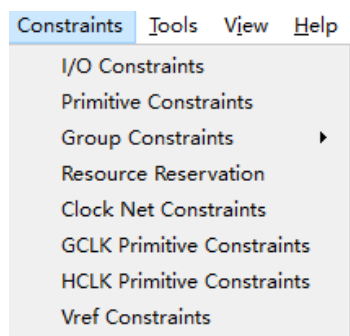 Constraints Tools View Help
I/O Constraints
Primitive Constraints
Group Constraints
Resource Reservation
Clock Net Constraints
GCLK Primitive Constraints
HCLK Primitive Constraints
Vref Constraints